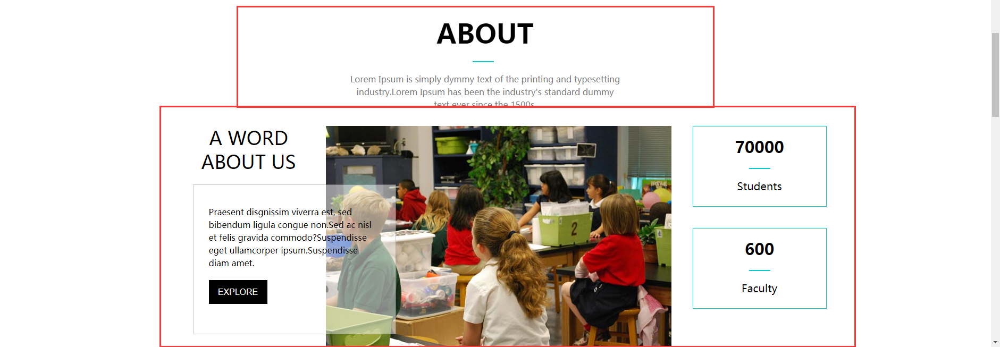 ABOUT
Lorem Ipsum is simply dymmy text of the printing and typesetting
industry.Lorem Ipsum has been the industry's standard dummy
text ever since the 1500s
A WORD
ABOUT US
Praesent disgnissim viverra est, sed
bibendum ligula congue non.Sed ac nisl
et felis gravida commodo?Suspendisse
eget ullamcorper ipsum.Suspendisse
diam amet.
EXPLORE
2
70000
Students
600
Faculty